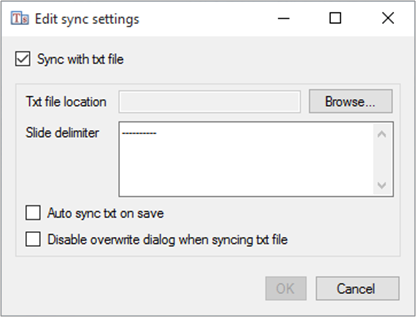 Edit sync settings
Sync with txt file
Txt file location
Browse...
Slide delimiter
----------
Auto sync txt on save
Disable overwrite dialog when syncing txt file
OK
Cancel